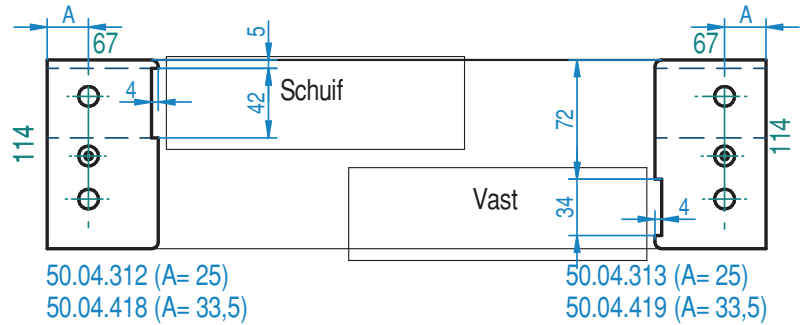 A
67
5
A
67
Schuif
4
42
72
114
114
Vast
34
4
50.04.312 (A= 25)
50.04.418 (A= 33,5)
50.04.313 (A= 25)
50.04.419 (A= 33,5)